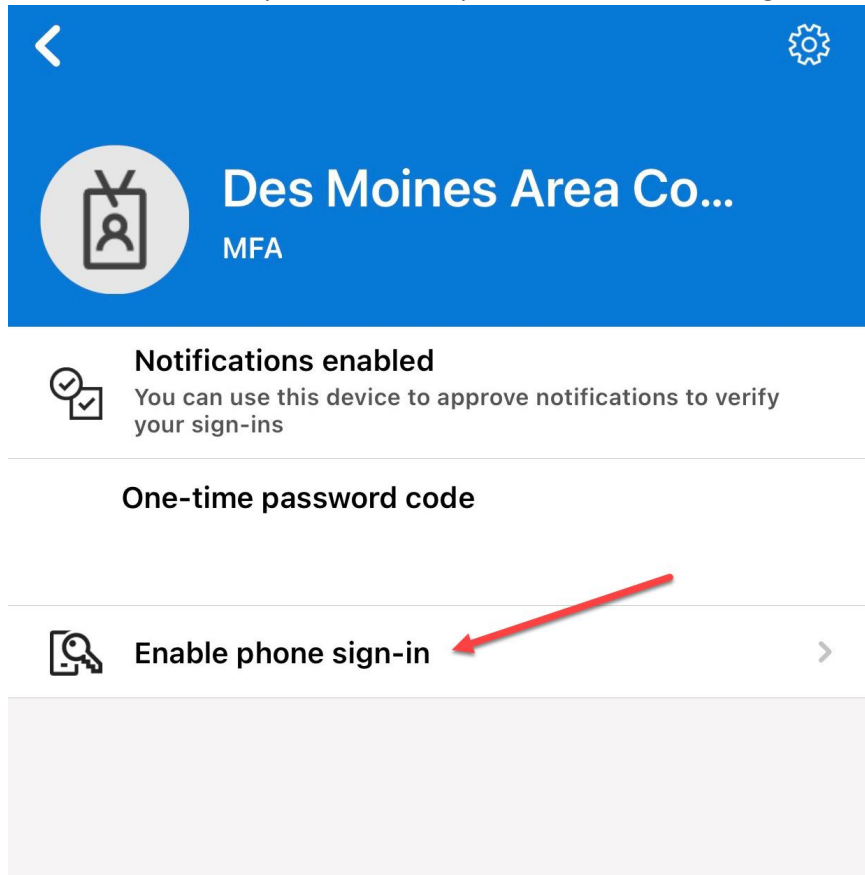 Des Moines Area Co...
MFA
Notifications enabled
You can use this device to approve notifications to verify
your sign-ins
One-time password code
Enable phone sign-in